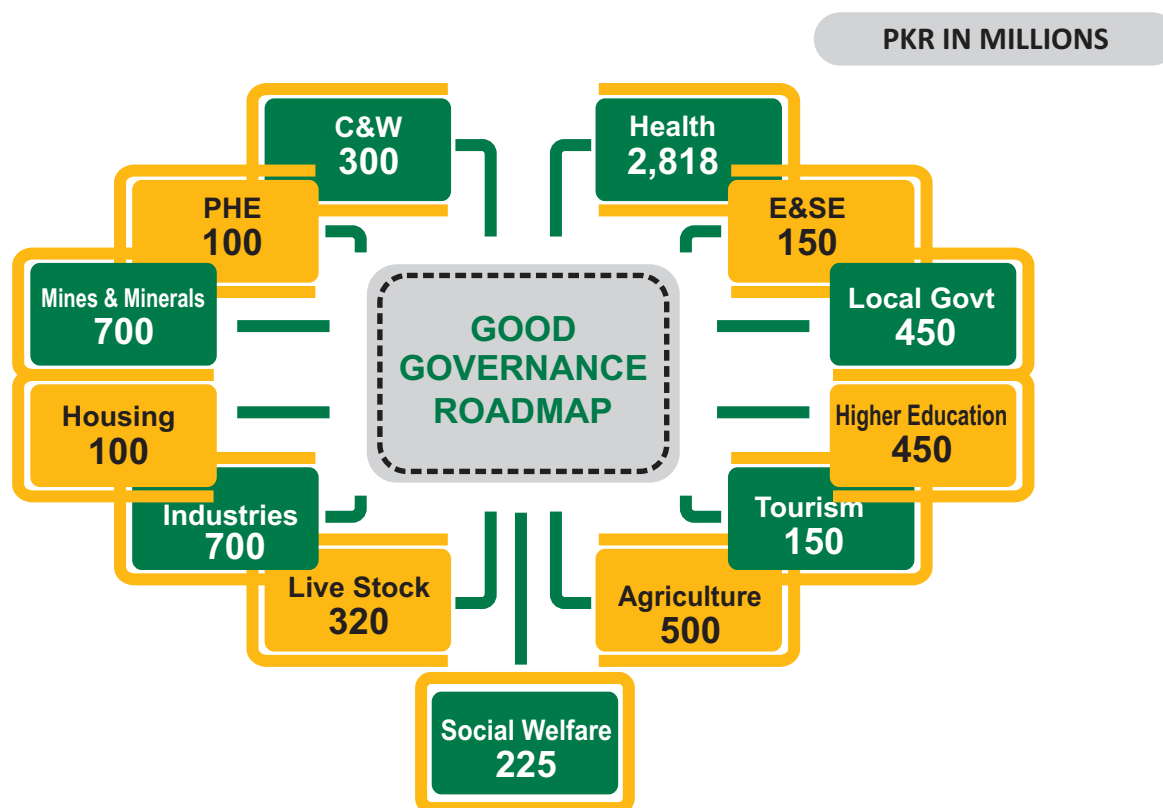 PKR IN MILLIONS
C&W
300
Health
2,818
PHE
100
E&SE
150
Mines & Minerals
700
Local Govt
450
GOOD
GOVERNANCE
ROADMAP
Housing
100
Higher Education
450
Industries
700
Tourism
150
Live Stock
320
Agriculture
500
Social Welfare
225